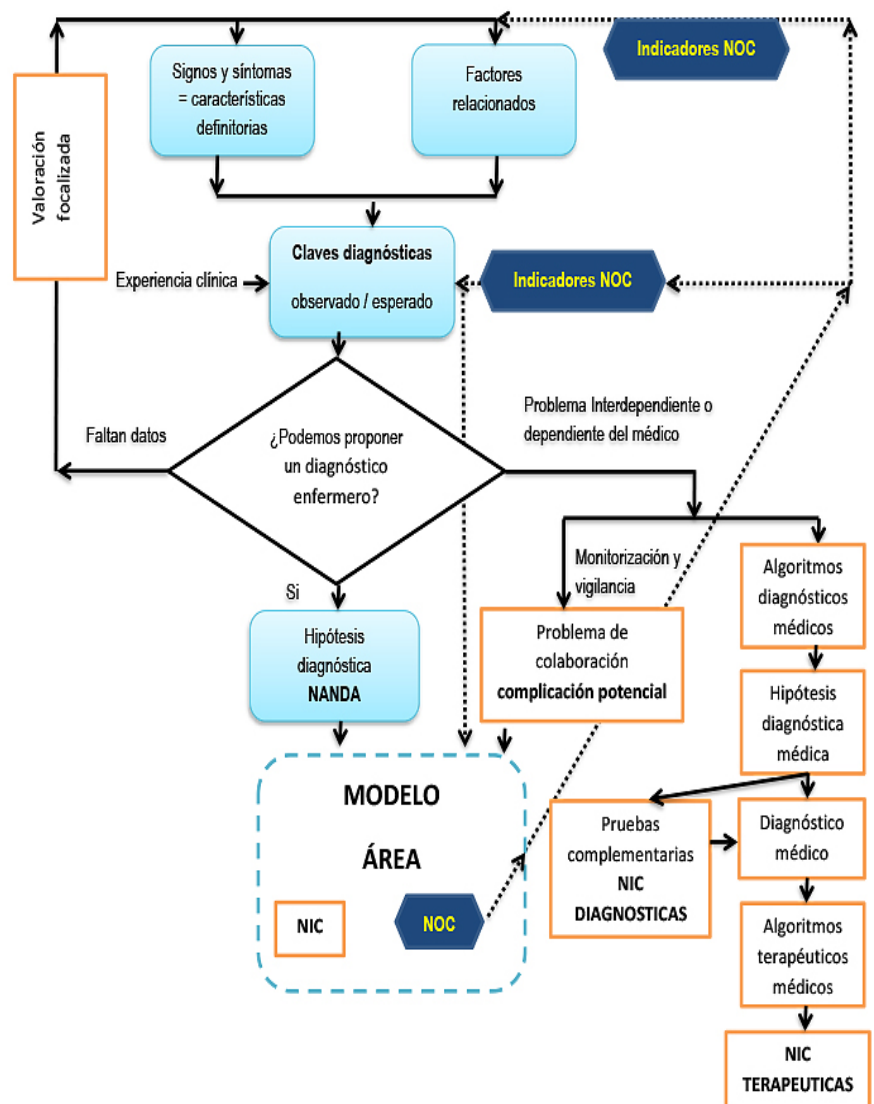 Indicadores NOC
Signos y síntomas
= características
definitorias
Factores
relacionados
Valoración
focalizada
Claves diagnósticas
observado / esperado
Experiencia clínica
Indicadores NOC
¿Podemos proponer
un diagnóstico
enfermero?
Faltan datos
Problema Interdependiente o
dependiente del médico
Si
Monitorización y
vigilancia
Hipótesis
diagnóstica
NANDA
Problema de
colaboración
complicación potencial
Algoritmos
diagnósticos
médicos
Hipótesis
diagnóstica
médica
MODELO
ÁREA
NIC
NOC
Pruebas
complementarias
NIC
DIAGNOSTICAS
Diagnóstico
médico
Algoritmos
terapéuticos
médicos
NIC
TERAPEUTICAS